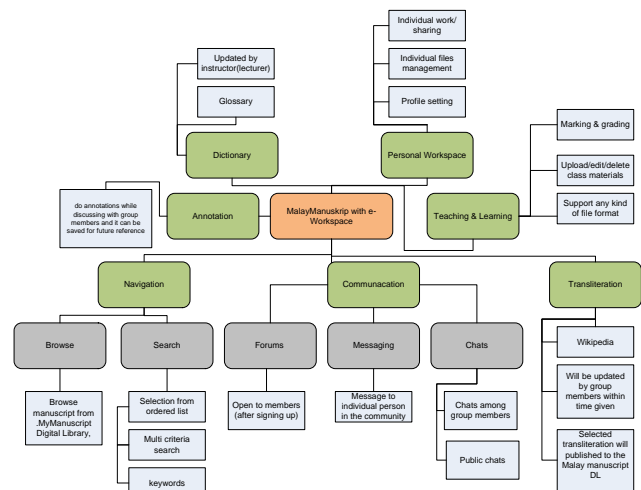 Individual work/
sharing
Individual files
management
Profile setting
Personal Workspace
Updated by
instructor(lecturer)
Glossary
Dictionary
Marking & grading
Upload/edit/delete
class materials
Support any kind
of file format
Teaching & Learning
do annotations while
discussing with group
members and it can be
saved for future reference
Annotation
MalayManuskrip with e-
Workspace
Navigation
Communacation
Transliteration
Browse
Search
Forums
Messaging
Chats
Browse
manuscript from
.MyManuscript
Digital Library,
Selection from
ordered list
Multi criteria
search
keywords
Open to members
(after signing up)
Message to
individual person
in the community
Chats among
group members
Public chats
Wikipedia
Will be updated
by group
members within
time given
Selected
transliteration will
published to the
Malay manuscript
DL